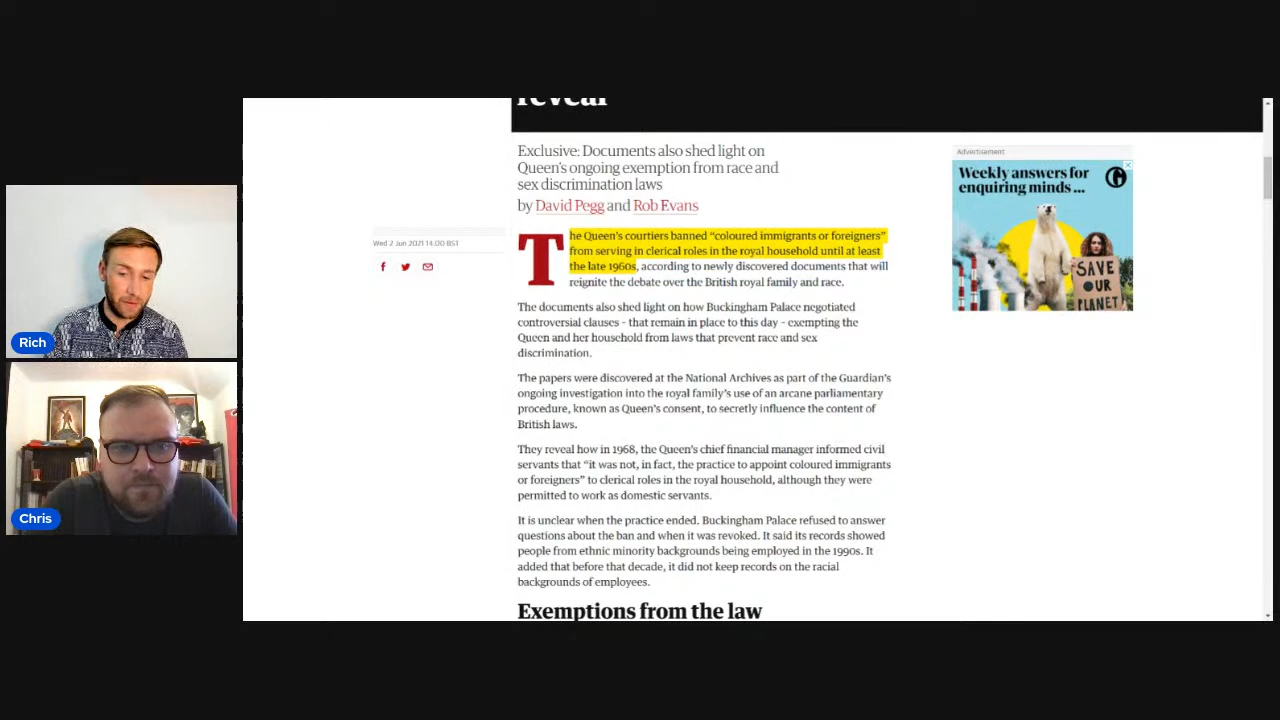 reveal
Exclusive: Documents also shed light on
Queen's ongoing exemption from race and
sex discrimination laws
by David Pegg and Rob Evans
Wed 2 Jun 2021 14.00 BST
The Queen's courtiers banned "coloured immigrants or foreigners"
from serving in clerical roles in the royal household until at least
the late 1960s, according to newly discovered documents that will
reignite the debate over the British royal family and race.
The documents also shed light on how Buckingham Palace negotiated
controversial clauses – that remain in place to this day – exempting the
Queen and her household from laws that prevent race and sex
discrimination.
The papers were discovered at the National Archives as part of the Guardian's
ongoing investigation into the royal family's use of an arcane parliamentary
procedure, known as Queen's consent, to secretly influence the content of
British laws.
They reveal how in 1968, the Queen's chief financial manager informed civil
servants that "it was not, in fact, the practice to appoint coloured immigrants
or foreigners" to clerical roles in the royal household, although they were
permitted to work as domestic servants.
It is unclear when the practice ended. Buckingham Palace refused to answer
questions about the ban and when it was revoked. It said its records showed
people from ethnic minority backgrounds being employed in the 1990s. It
added that before that decade, it did not keep records on the racial
backgrounds of employees.
Exemptions from the law
Advertisement
Weekly answers for
enquiring minds ...
G
SAVE
OUR
PLANET!
Rich
Chris